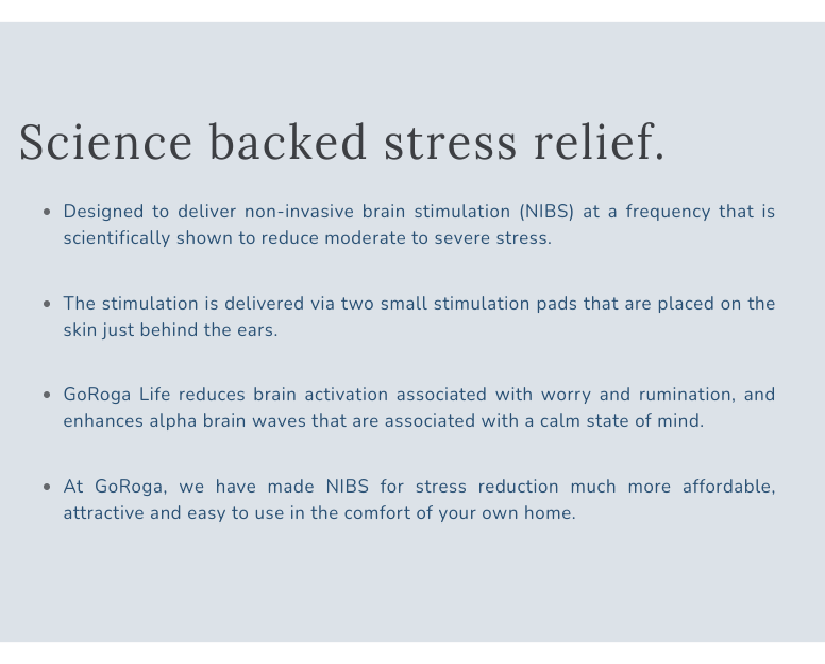 Science backed stress relief.
• Designed to deliver non-invasive brain stimulation (NIBS) at a frequency that is
scientifically shown to reduce moderate to severe stress.
• The stimulation is delivered via two small stimulation pads that are placed on the
skin just behind the ears.
• GoRoga Life reduces brain activation associated with worry and rumination, and
enhances alpha brain waves that are associated with a calm state of mind.
• At GoRoga, we have made NIBS for stress reduction much more affordable,
attractive and easy to use in the comfort of your own home.